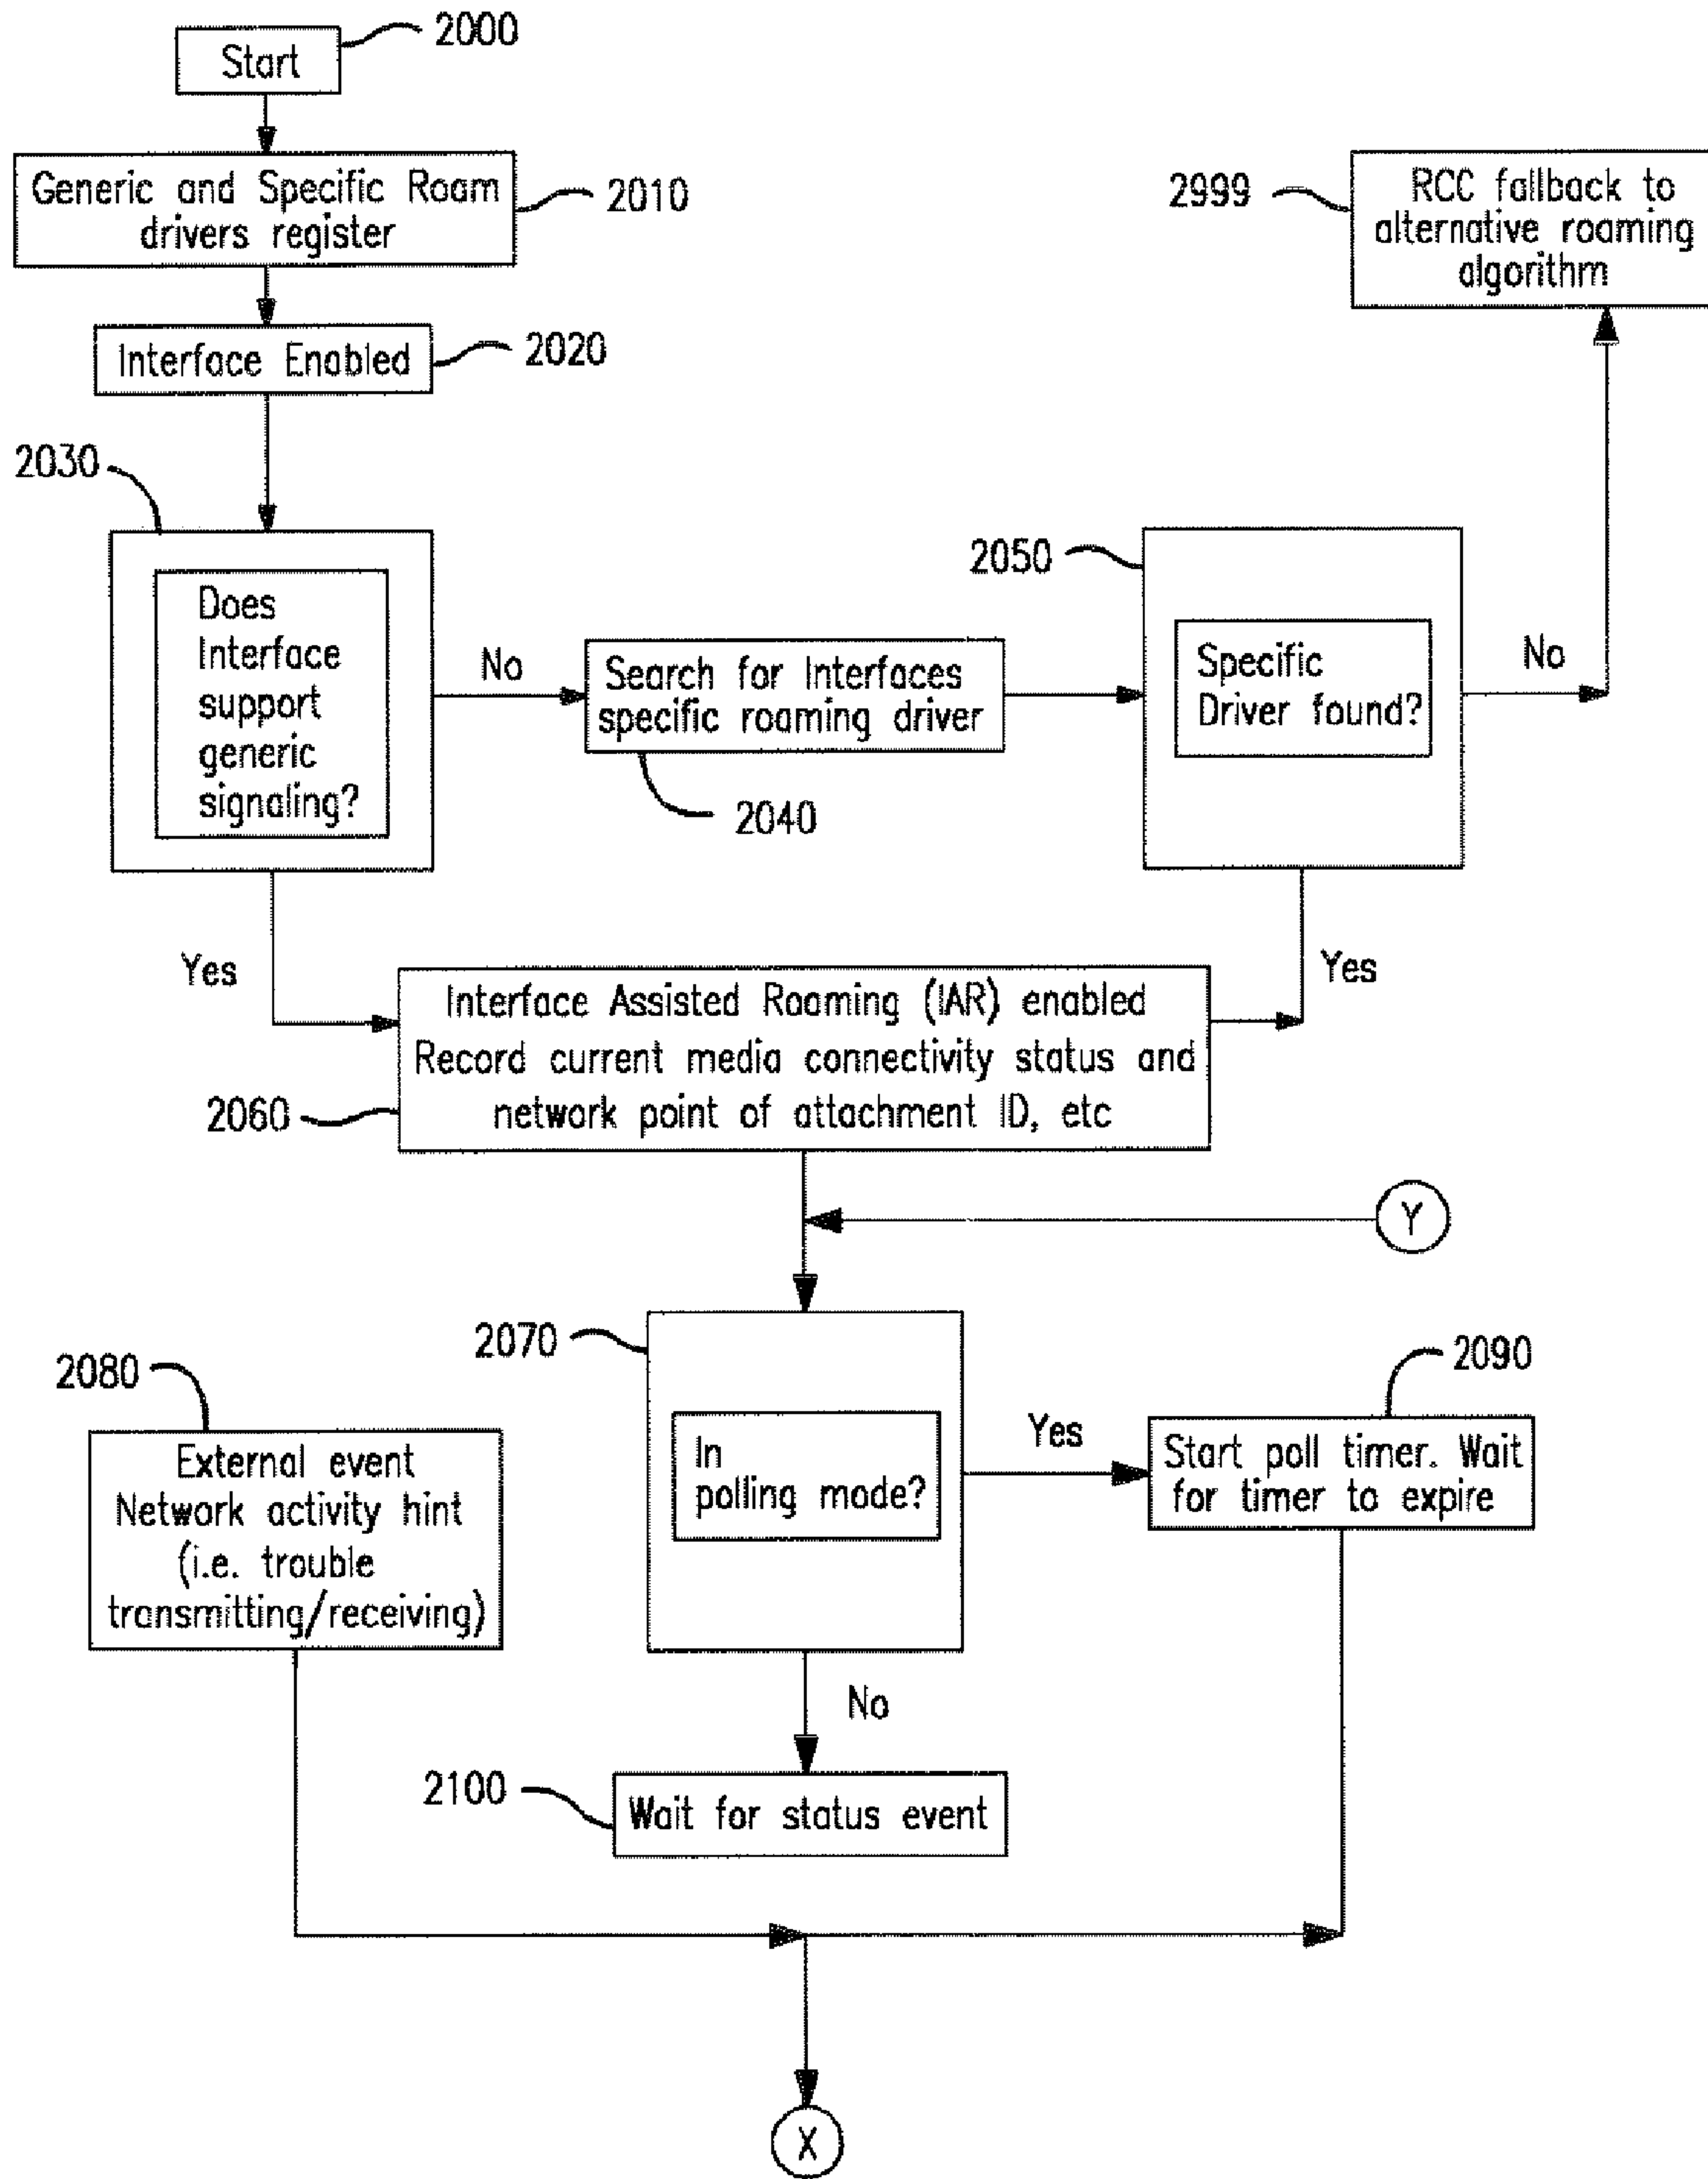 Start
2000
Generic and Specific Roam
drivers register
2010
2999
RCC fallback to
alternative roaming
algorithm
Interface Enabled
2020
2030
Does
Interface
support
generic
signaling?
No
Search for Interfaces
specific roaming driver
2040
2050
Specific
Driver found?
No
Yes
Yes
Interface Assisted Roaming (IAR) enabled
Record current media connectivity status and
network point of attachment ID, etc
2060
Y
2070
In
polling mode?
Yes
2090
Start poll timer. Wait
for timer to expire
2080
External event
Network activity hint
(i.e. trouble
transmitting/receiving)
No
2100
Wait for status event
X